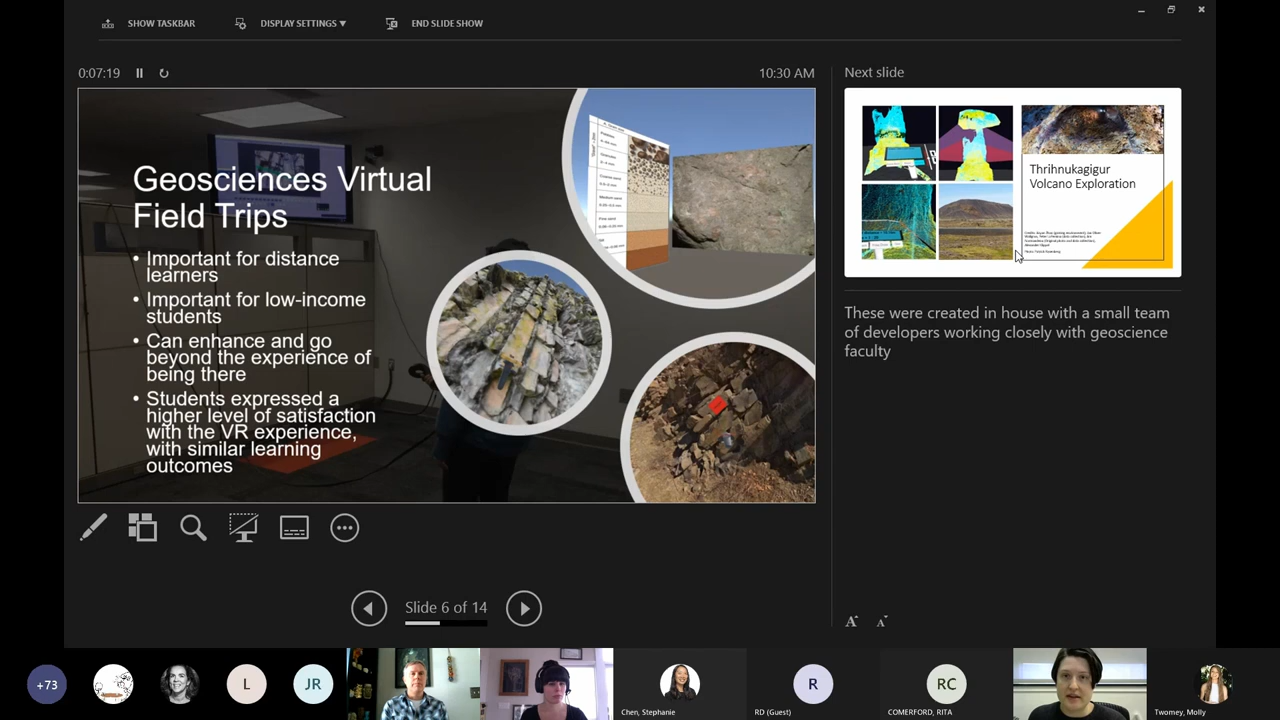 SHOW TASKBAR
DISPLAY SETTINGS ▼
END SLIDE SHOW
0:07:19
10:30 AM
Geosciences Virtual
Field Trips
• Important for distance
learners
• Important for low-income
students
• Can enhance and go
beyond the experience of
being there
• Students expressed a
higher level of satisfaction
with the VR experience,
with similar learning
outcomes
Next slide
Thrihnukagigur
Volcano Exploration
These were created in house with a small team
of developers working closely with geoscience
faculty
Slide 6 of 14
A
A
+73
L
JR
Chen, Stephanie
R
RD (Guest)
RC
COMERFORD, RITA
Twomey, Molly